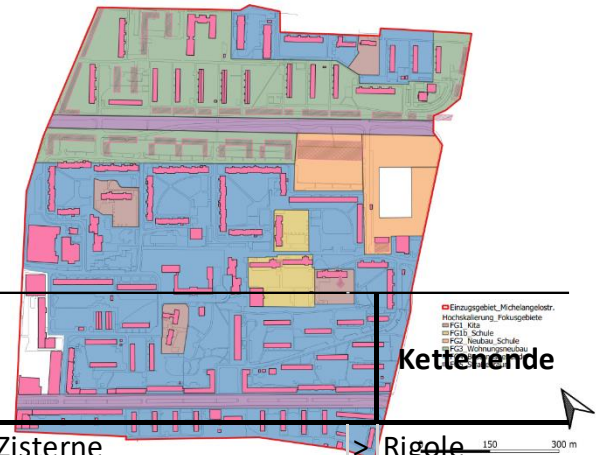 Einzugsgebiet_Michelangelostr.
Hochskalierung_Fokusgebiete
FG1_Kita
FG1b_Schule
FG2_Neubau_Schule
FG3_Wohnungsneubau
Kettenende
Zisterne > Rigole
150 300 m